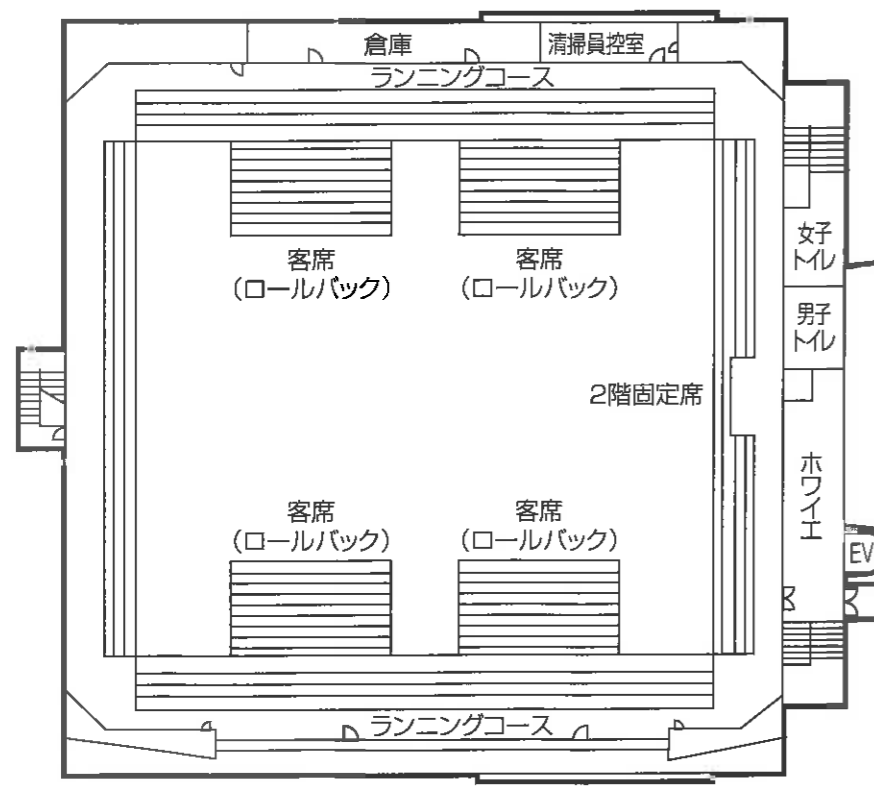 倉庫
清掃員控室
ランニングコース
女子
トイレ
客席
（ロールバック）
客席
（ロールバック）
男子
トイレ
2階固定席
ホワイエ
客席
（ロールバック）
客席
（ロールバック）
EV
ランニングコース